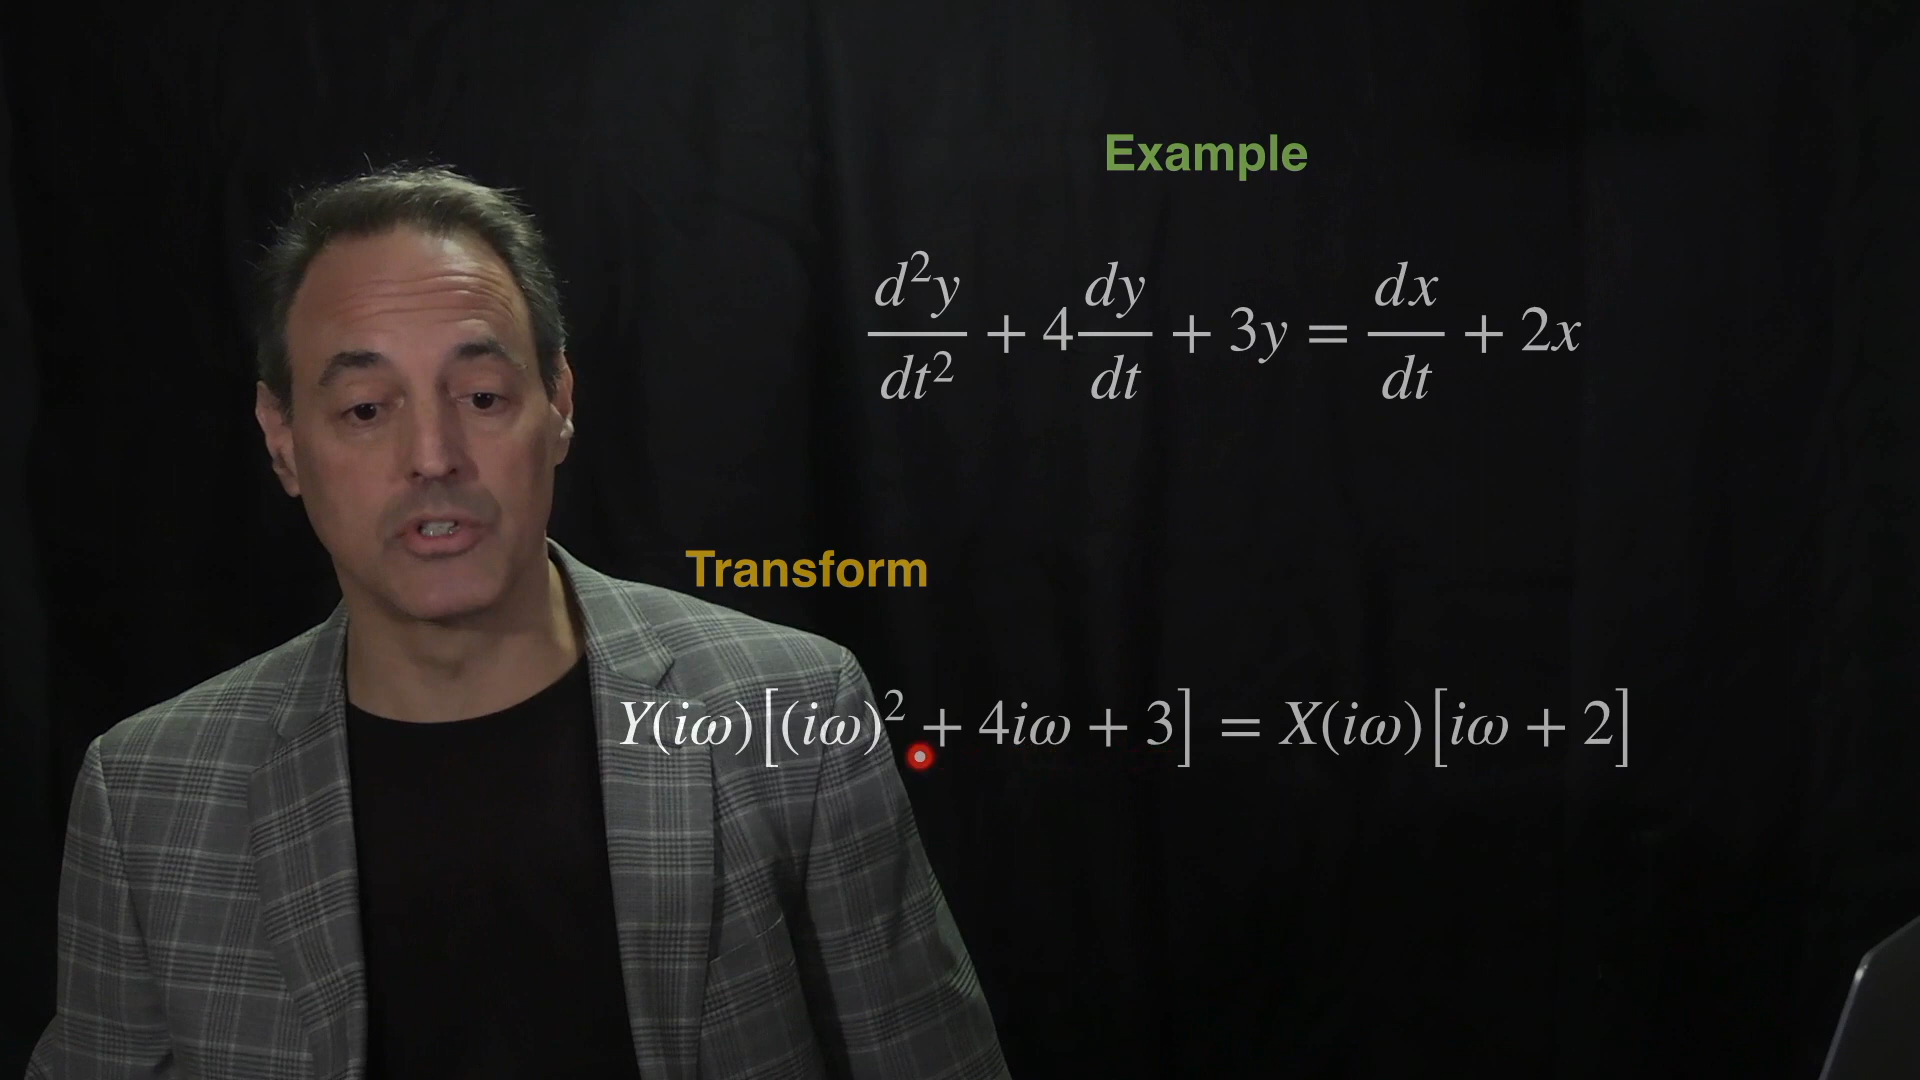 Example
d²y/dt² + 4 dy/dt + 3y = dx/dt + 2x
Transform
Y(iω)[(iω)² + 4iω + 3] = X(iω)[iω + 2]